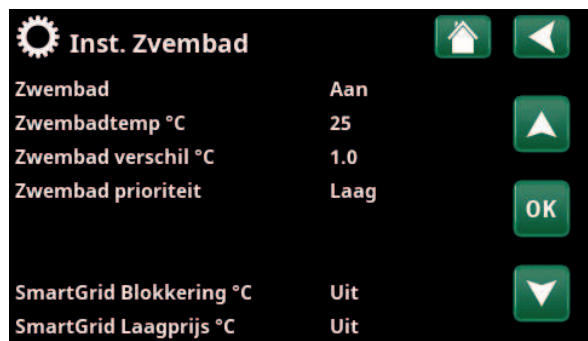 Inst. Zvembad
Zwembad Aan
Zwembadtemp °C 25
Zwembad verschil °C 1.0
Zwembad prioriteit Laag
OK
SmartGrid Blokkering °C Uit
SmartGrid Laagprijs °C Uit